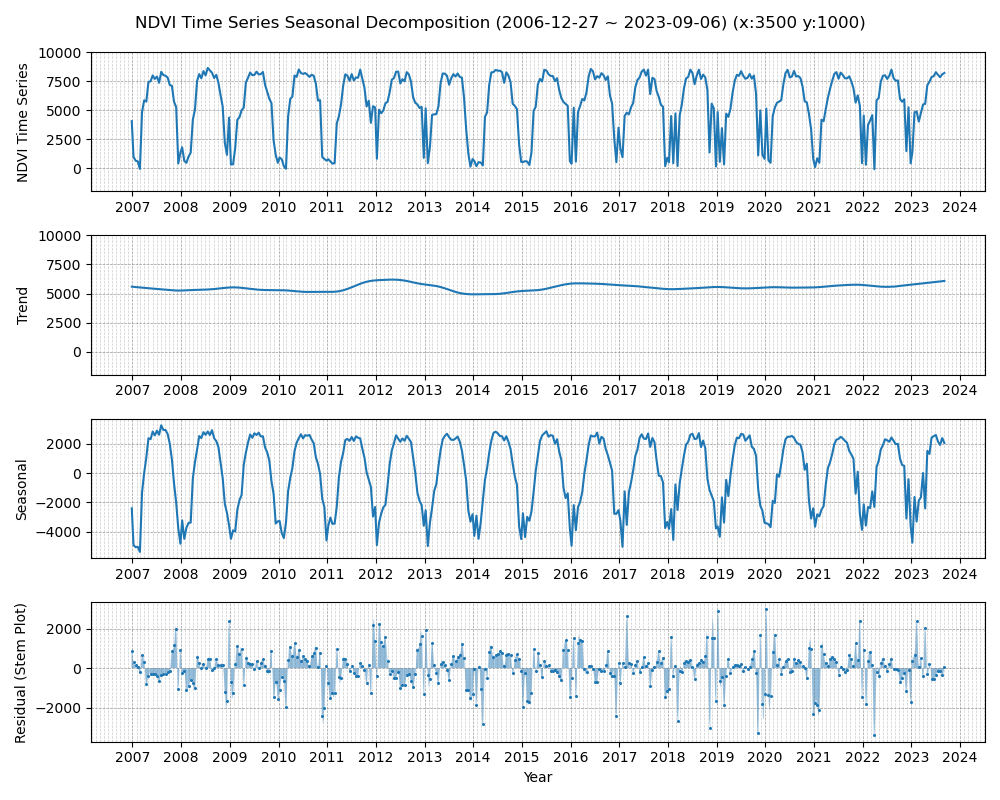 NDVI Time Series Seasonal Decomposition (2006-12-27 ~ 2023-09-06) (x:3500 y:1000)
NDVI Time Series
10000
7500
5000
2500
0
2007 2008 2009 2010 2011 2012 2013 2014 2015 2016 2017 2018 2019 2020 2021 2022 2023 2024
Trend
10000
7500
5000
2500
0
2007 2008 2009 2010 2011 2012 2013 2014 2015 2016 2017 2018 2019 2020 2021 2022 2023 2024
Seasonal
2000
0
−2000
−4000
2007 2008 2009 2010 2011 2012 2013 2014 2015 2016 2017 2018 2019 2020 2021 2022 2023 2024
Residual (Stem Plot)
2000
0
−2000
2007 2008 2009 2010 2011 2012 2013 2014 2015 2016 2017 2018 2019 2020 2021 2022 2023 2024
Year